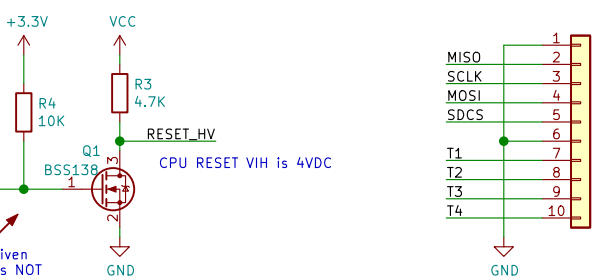 +3.3V
VCC
R4
10K
R3
4.7K
RESET_HV
CPU RESET VIH is 4VDC
Q1
BSS138
1
3
2
GND
iven
s NOT
MISO
SCLK
MOSI
SDCS
T1
T2
T3
T4
1
2
3
4
5
6
7
8
9
10
GND